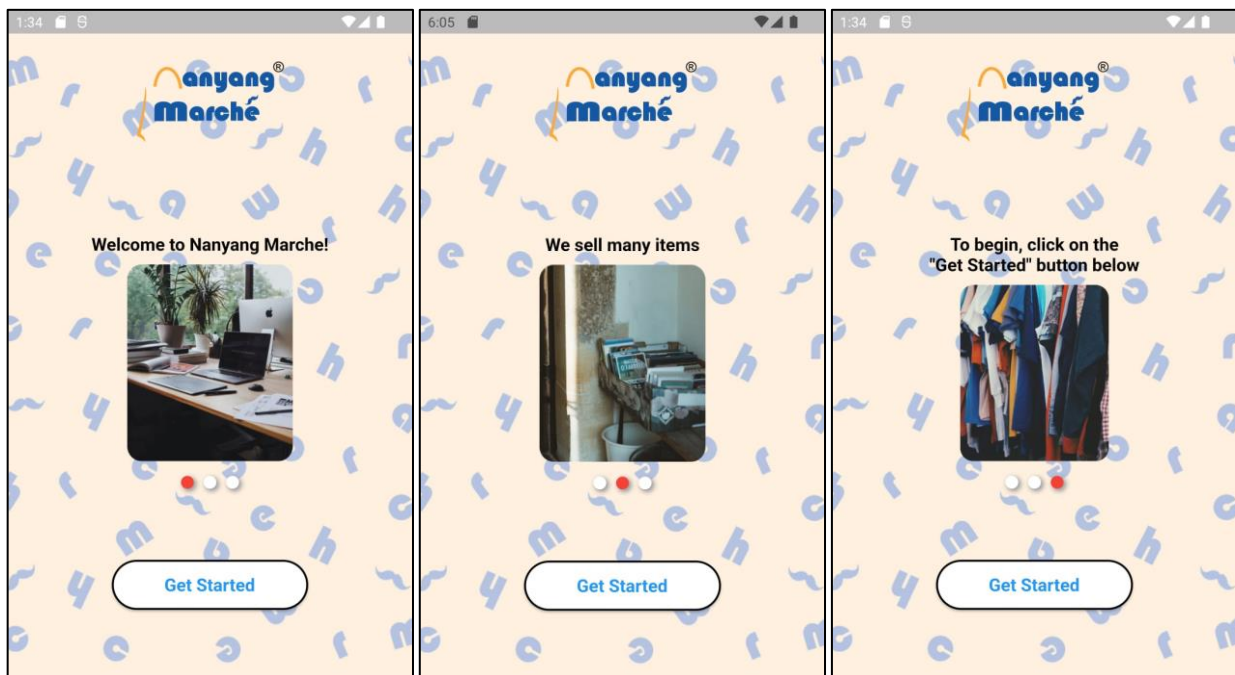 1:34
Nanyang®
Marché
Welcome to Nanyang Marche!
Get Started
6:05
Nanyang®
Marché
We sell many items
Get Started
1:34
Nanyang®
Marché
To begin, click on the
"Get Started" button below
Get Started